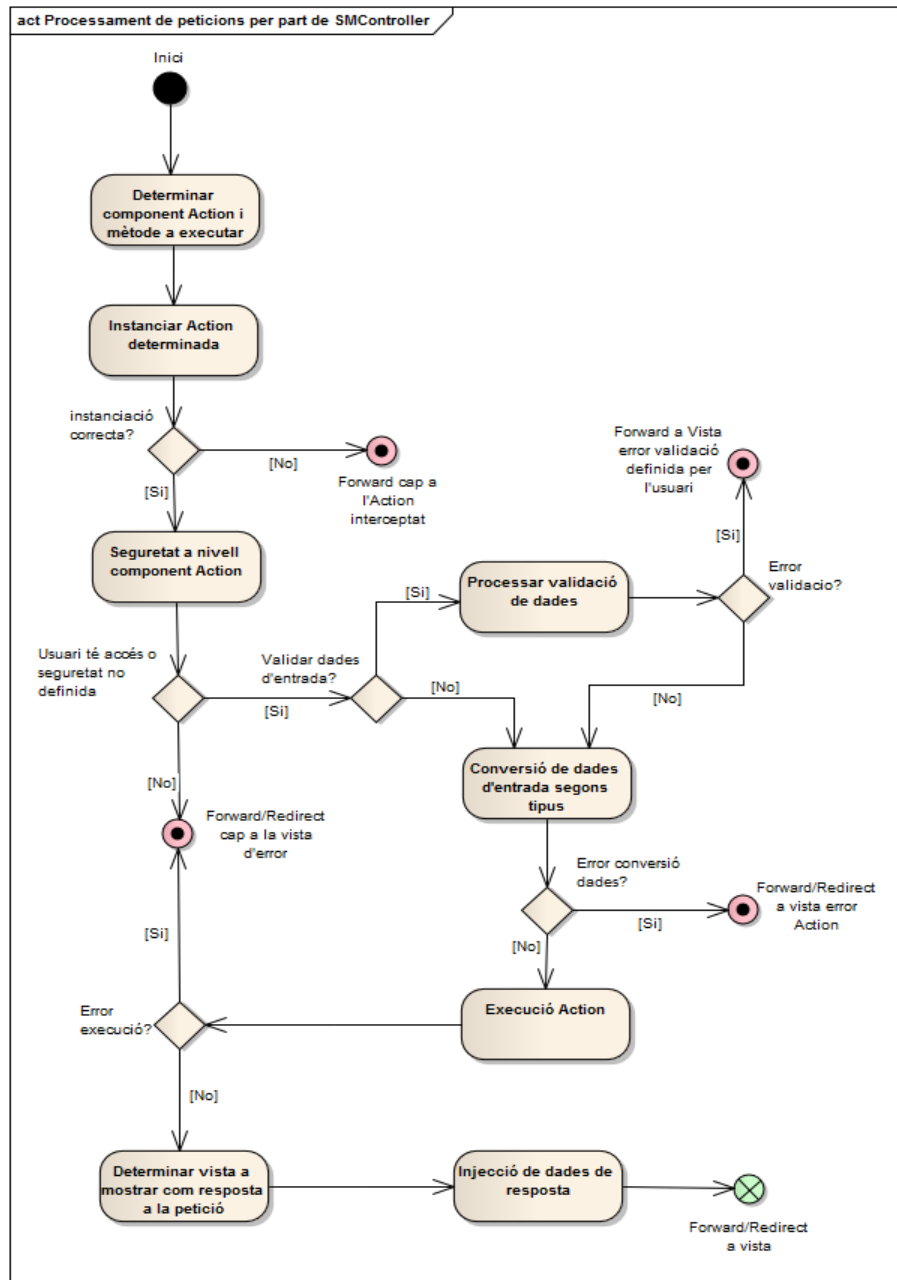 act Processament de peticions per part de SMController
Inici
Determinar
component Action i
mètode a executar
Instanciar Action
determinada
instanciació
correcta?
[No]
Forward cap a
l'Action
interceptat
[Si]
Forward a Vista
error validació
definida per
l'usuari
[Si]
Seguretat a nivell
component Action
Processar validació
de dades
[Si]
Error
validacio?
Usuari té accés o
seguretat no
definida
Validar dades
d'entrada?
[Si]
[No]
[No]
Conversió de dades
d'entrada segons
tipus
[No]
Forward/Redirect
cap a la vista
d'error
Error conversió
dades?
[Si]
Forward/Redirect
a vista error
Action
[No]
[Si]
Execució Action
Error
execució?
[No]
Determinar vista a
mostrar com resposta
a la petició
Injecció de dades de
resposta
Forward/Redirect
a vista